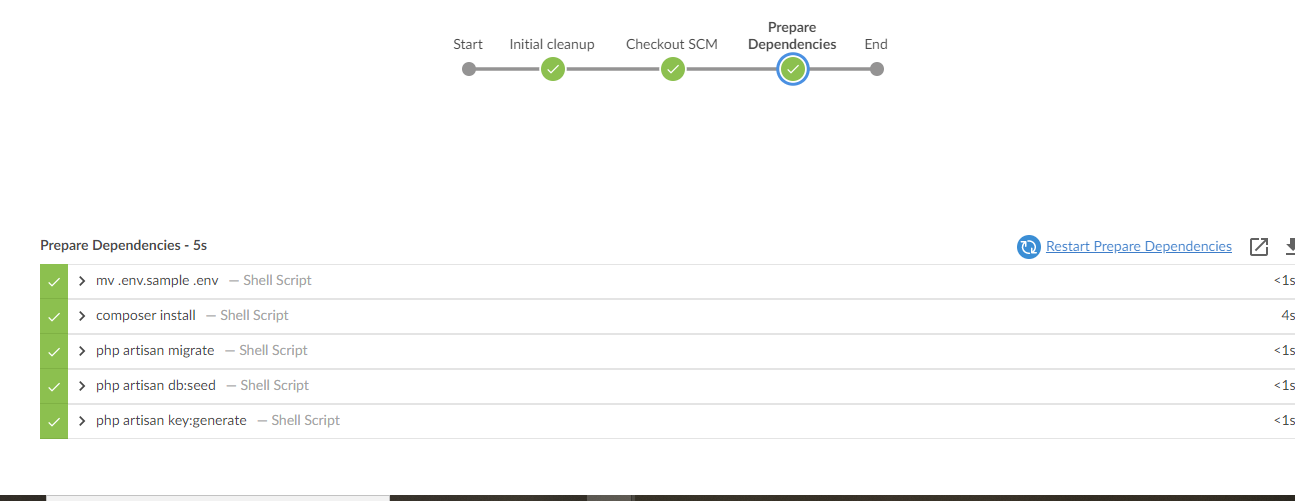 Start
Initial cleanup
Checkout SCM
Prepare
Dependencies
End
Prepare Dependencies - 5s
Restart Prepare Dependencies
mv .env.sample .env — Shell Script <1s
composer install — Shell Script 4s
php artisan migrate — Shell Script <1s
php artisan db:seed — Shell Script <1s
php artisan key:generate — Shell Script <1s